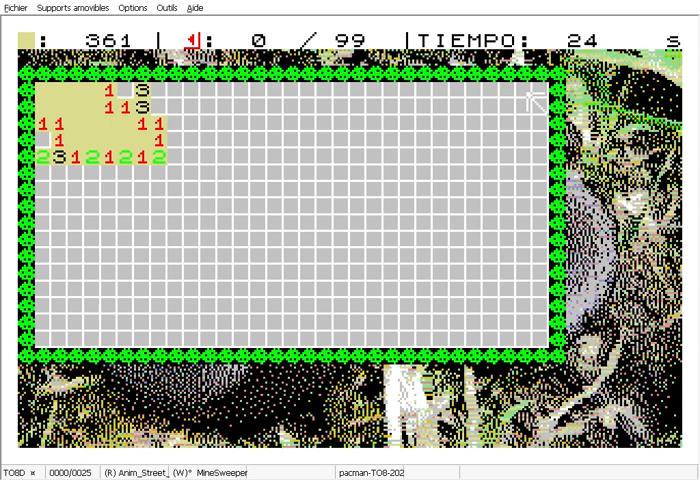 Fichier Supports amovibles Options Outils Aide
: 361 | : 0 / 99 |TIEMPO: 24 s
1 3
1 1 3
1 1 1 1
1 1
2 3 1 2 1 2 1 2
TO8D × 0000/0025 (R) Anim_Street_ (W)° MineSweeper pacman-TO8-202